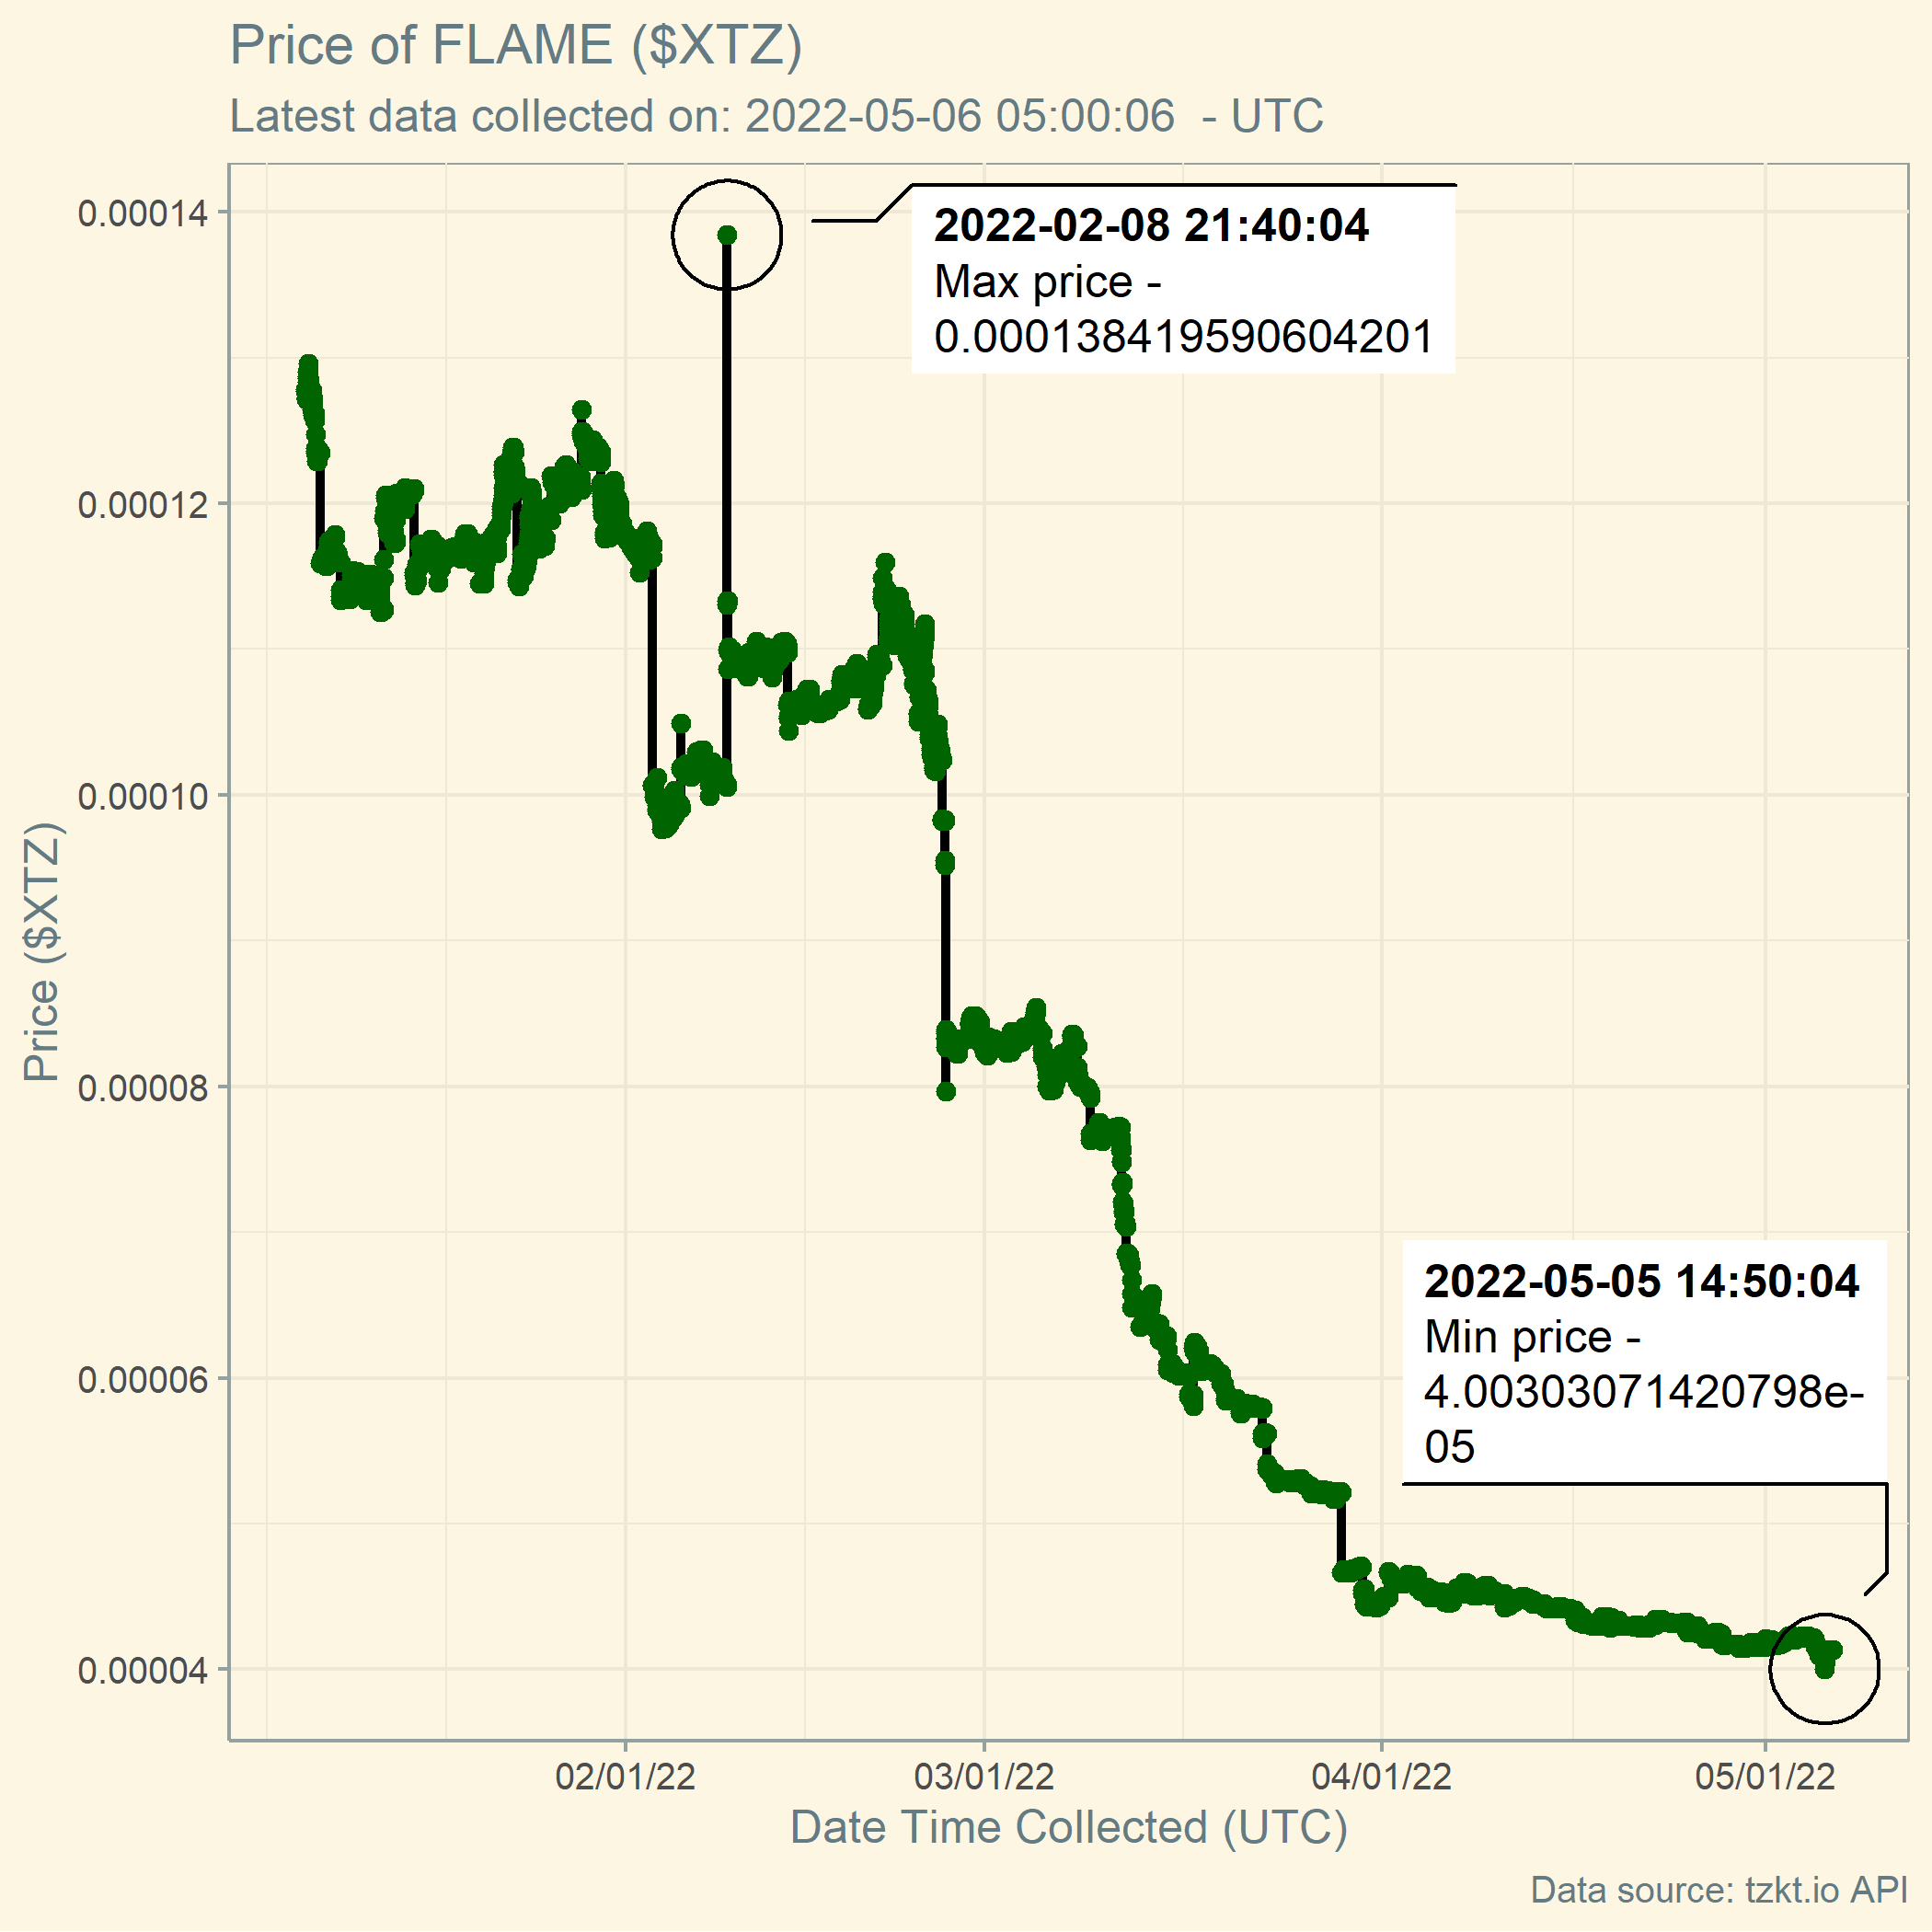 Price of FLAME ($XTZ)
Latest data collected on: 2022-05-06 05:00:06  - UTC
0.00014
0.00012
0.00010
0.00008
0.00006
0.00004
Price ($XTZ)
2022-02-08 21:40:04
Max price -
0.000138419590604201
2022-05-05 14:50:04
Min price -
4.00303071420798e-
05
02/01/22
03/01/22
04/01/22
05/01/22
Date Time Collected (UTC)
Data source: tzkt.io API